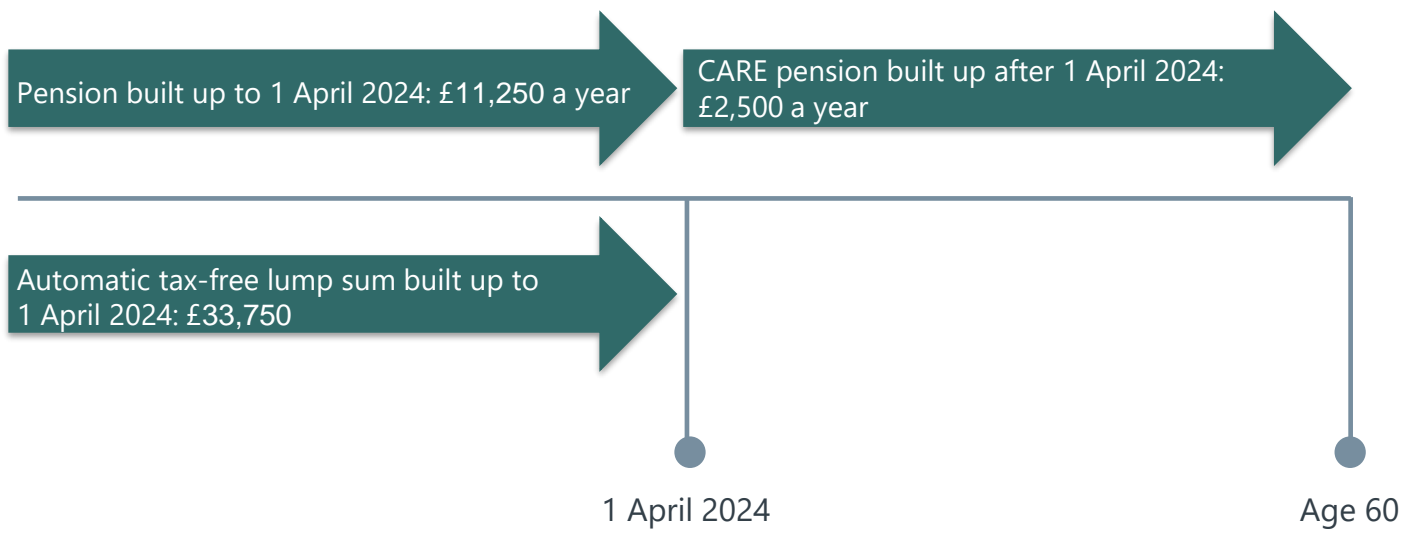 Pension built up to 1 April 2024: £11,250 a year
CARE pension built up after 1 April 2024:
£2,500 a year
Automatic tax-free lump sum built up to
1 April 2024: £33,750
1 April 2024
Age 60